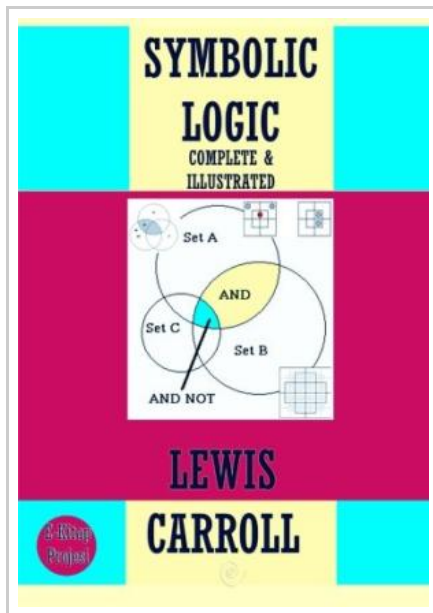 SYMBOLIC
LOGIC
COMPLETE &
ILLUSTRATED
Set A
AND
Set C
Set B
AND NOT
LEWIS
CARROLL
E-Kitap
Projesi